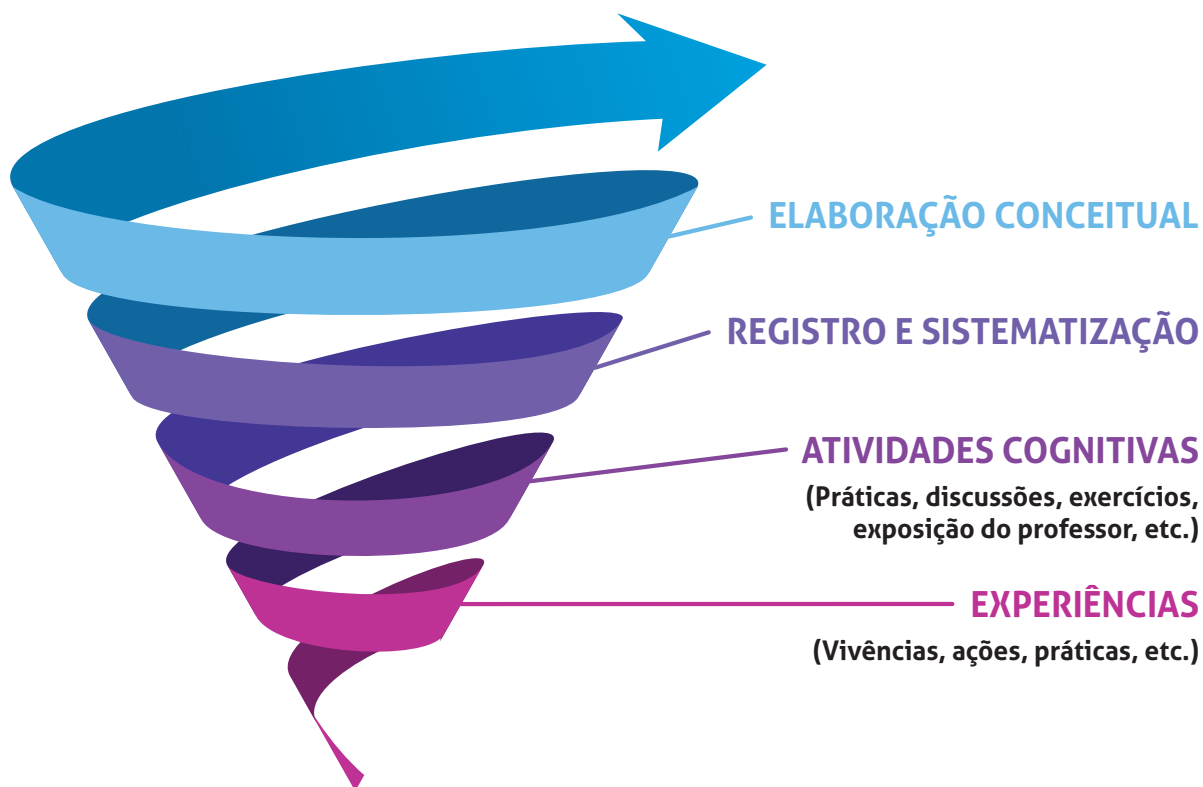 ELABORAÇÃO CONCEITUAL
REGISTRO E SISTEMATIZAÇÃO
ATIVIDADES COGNITIVAS
(Práticas, discussões, exercícios,
exposição do professor, etc.)
EXPERIÊNCIAS
(Vivências, ações, práticas, etc.)